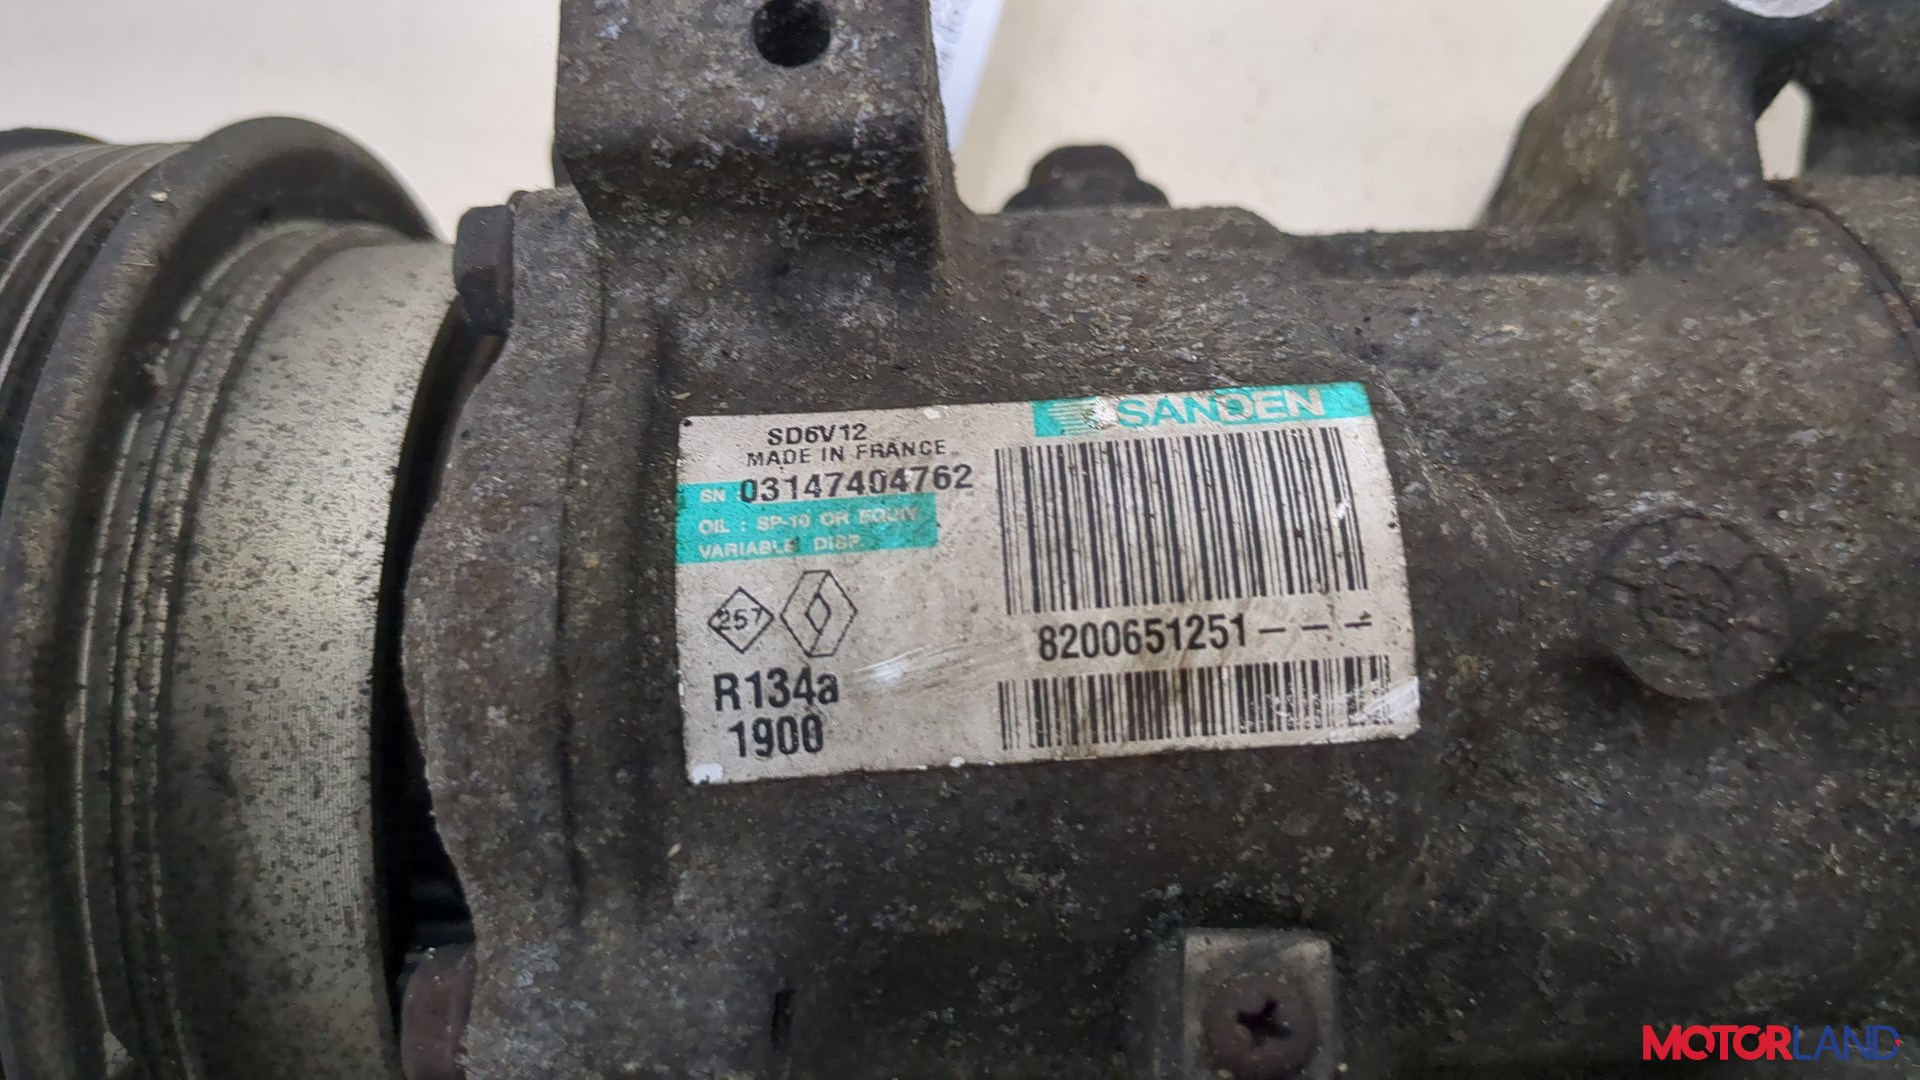 SANDEN
SD6V12
MADE IN FRANCE
SN 03147404762
OIL : SP-10 OR EQUIV
VARIABLE DISP.
257
R134a
1900
8200651251 - - -
MOTORLAND